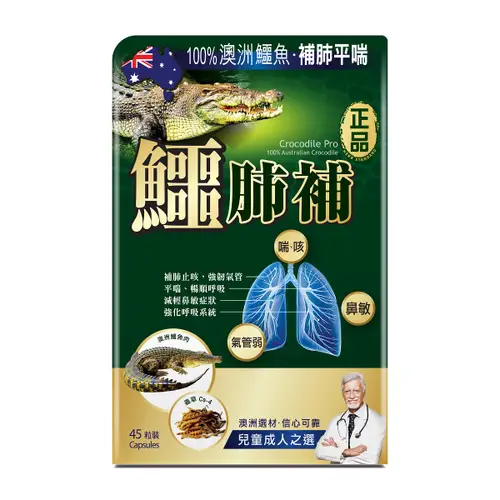 100%澳洲鱷魚·補肺平喘
正品
Crocodile Pro
100% Australian Crocodile
鱷肺補
喘·咳
補肺止咳，強韌氣管
平喘、暢順呼吸
減輕鼻敏症狀
強化呼吸系統
鼻敏
氣管弱
澳洲鱷魚肉
蟲草 Cs-4
45 粒裝
Capsules
澳洲選材·信心可靠
兒童成人之選